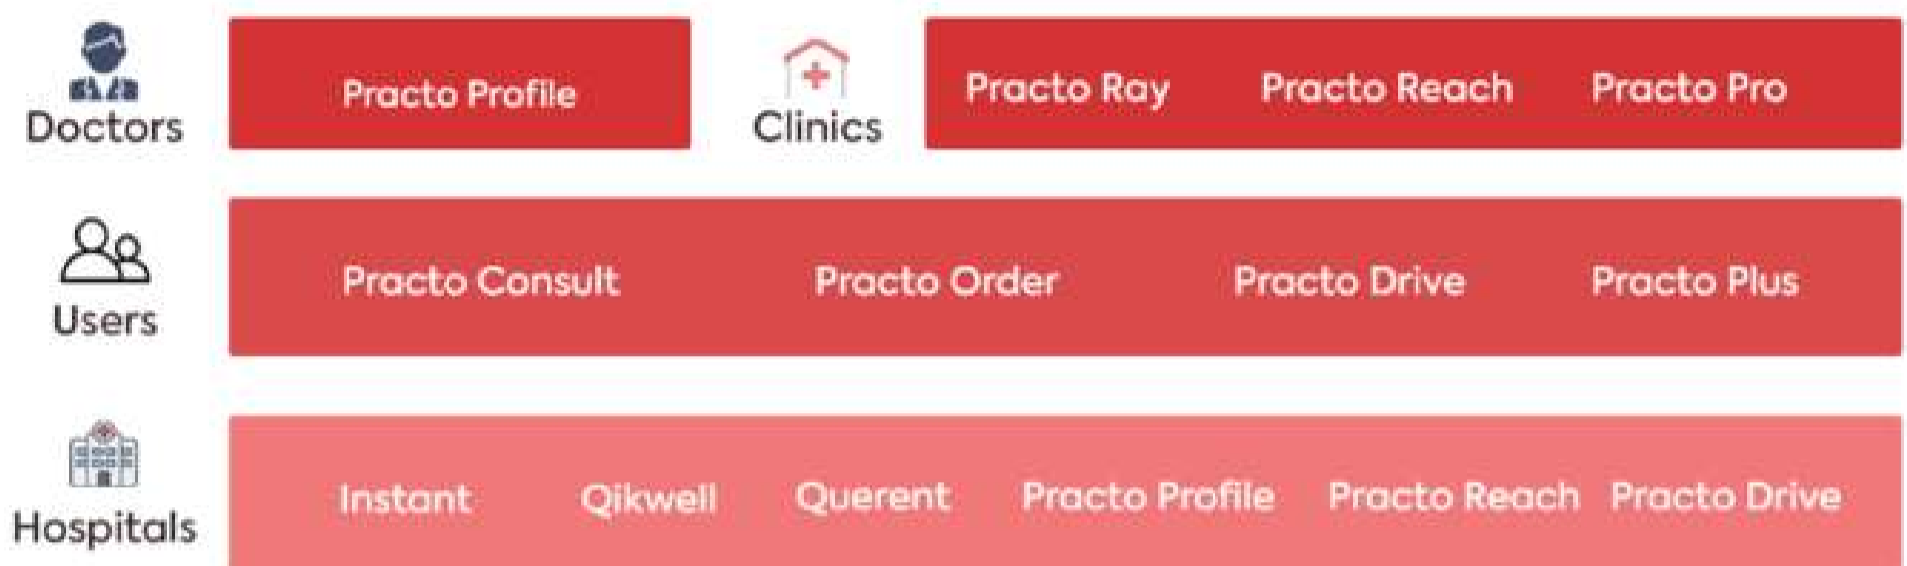 Doctors
Practo Profile
Clinics
Practo Ray Practo Reach Practo Pro
Users
Practo Consult Practo Order Practo Drive Practo Plus
Hospitals
Instant Qikwell Querent Practo Profile Practo Reach Practo Drive